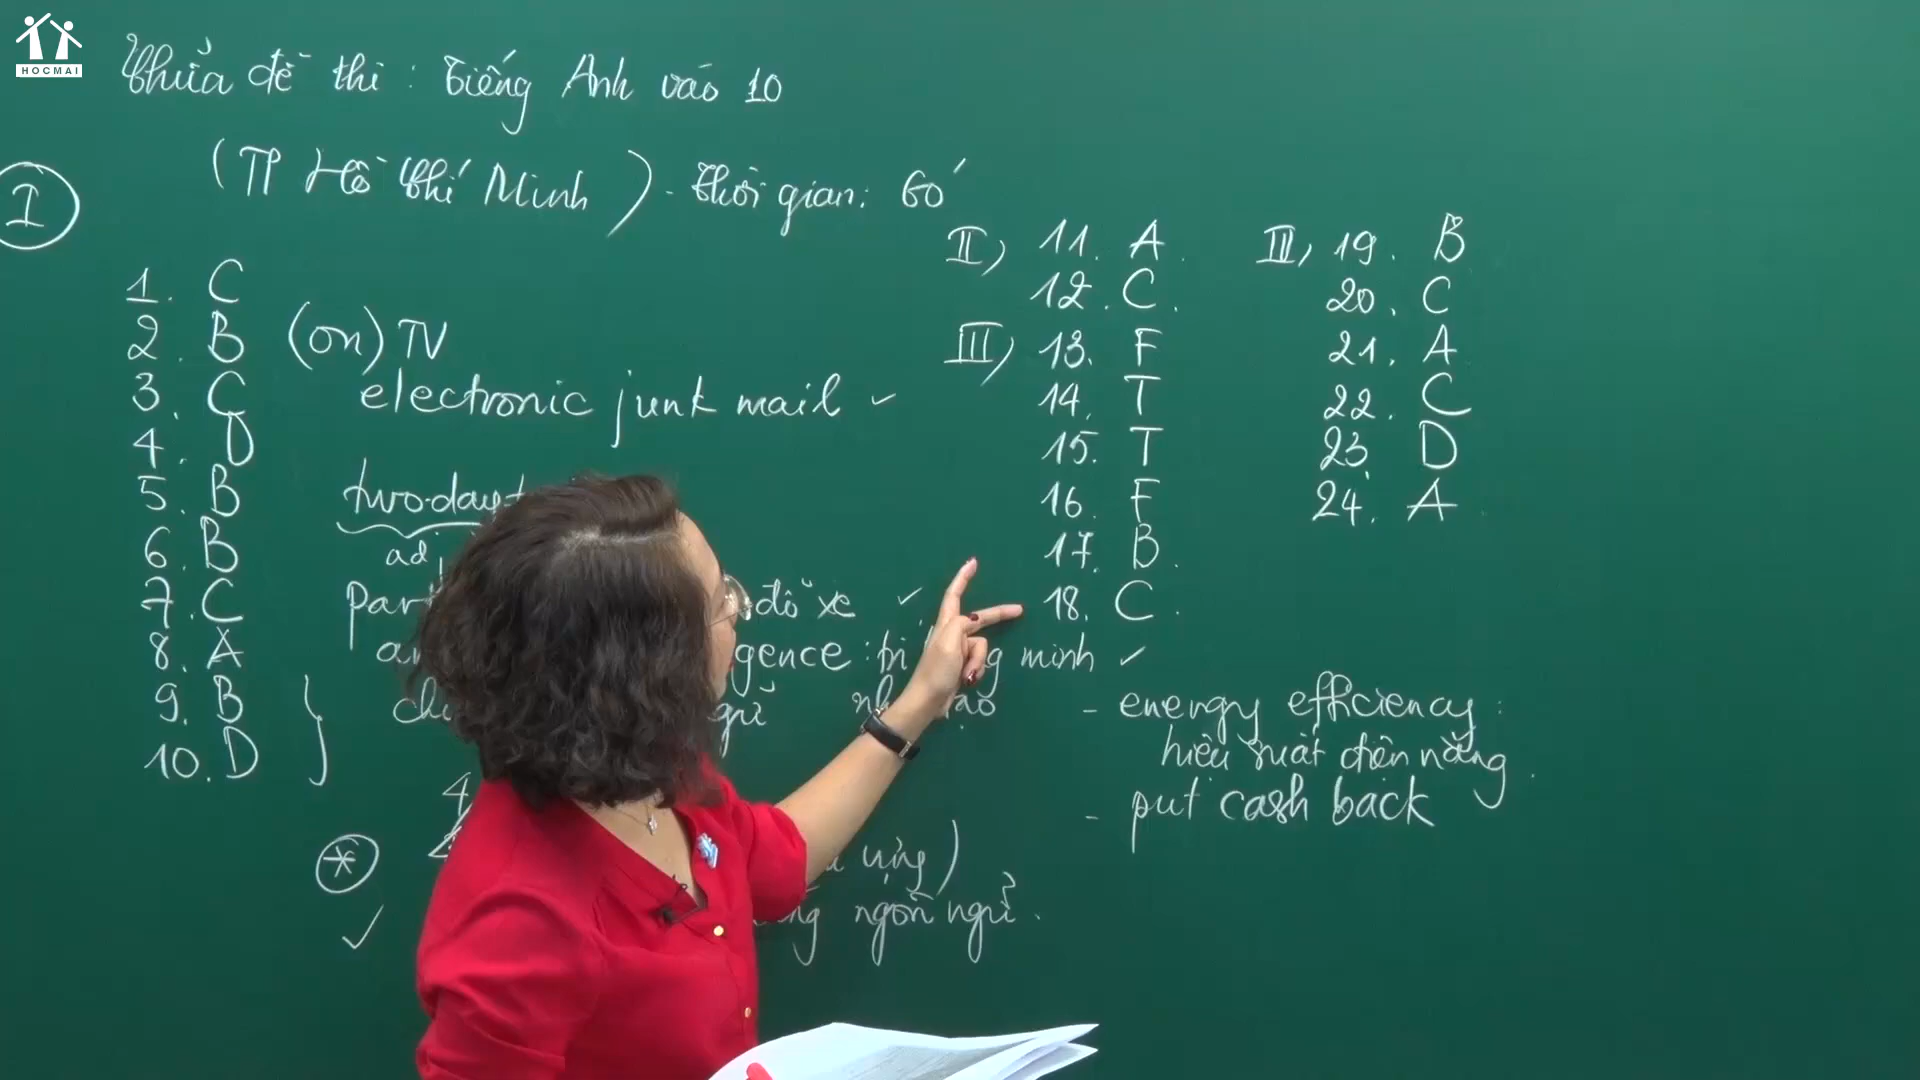 HOCMAI
Chữa đề thi : Tiếng Anh vào 10
(TP Hồ Chí Minh) - Thời gian: 60'
I
1. C
2. B (on) TV
3. C electronic junk mail ✓
4. D
5. B two-day-t
6. B adj
7. C par đỗ xe ✓
8. A gence : trí minh ✓
9. B
10. D
ngôn ngữ.
II) 11. A.
12. C.
III) 13. F
14. T
15. T
16. F
17. B.
18. C.
III) 19. B
20. C
21. A
22. C
23. D
24. A
- energy efficiency :
hiệu suất điện năng.
- put cash back